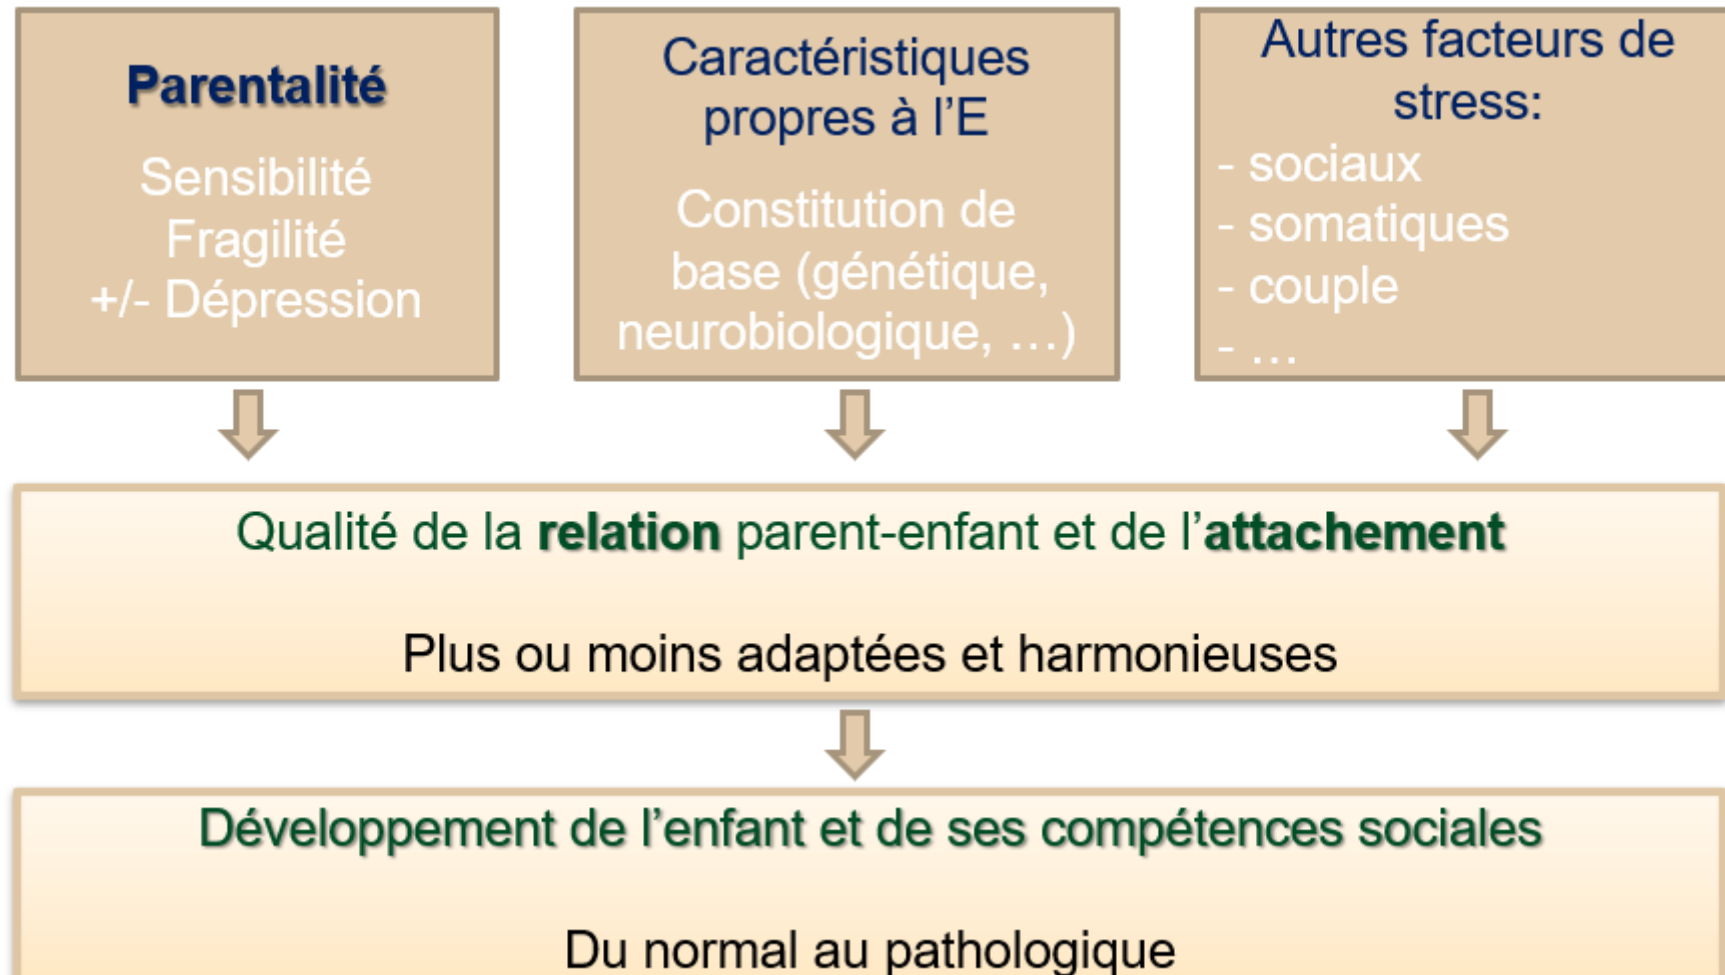 Parentalité
Sensibilité
Fragilité
+/- Dépression
Caractéristiques
propres à l’E
Constitution de
base (génétique,
neurobiologique, …)
Autres facteurs de
stress:
- sociaux
- somatiques
- couple
- …
Qualité de la relation parent-enfant et de l’attachement
Plus ou moins adaptées et harmonieuses
Développement de l’enfant et de ses compétences sociales
Du normal au pathologique